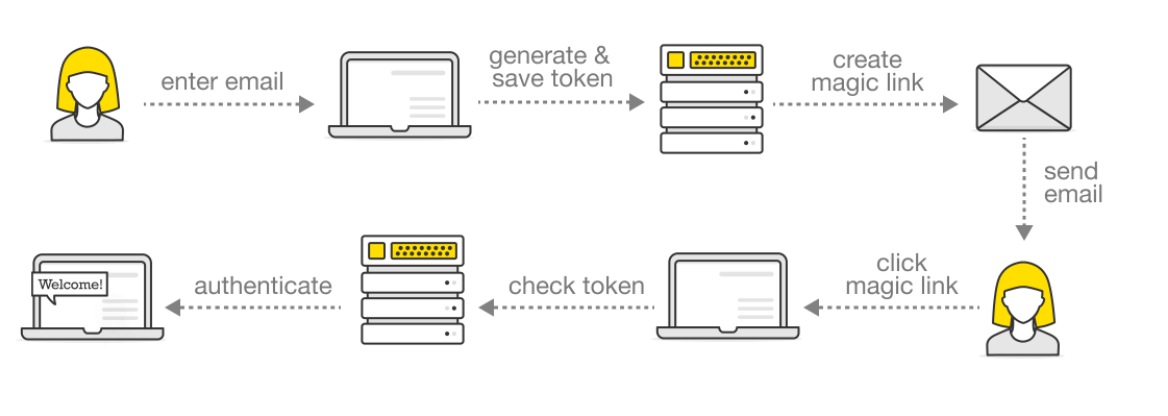 enter email
generate &
save token
create
magic link
send
email
click
magic link
check token
authenticate
Welcome!